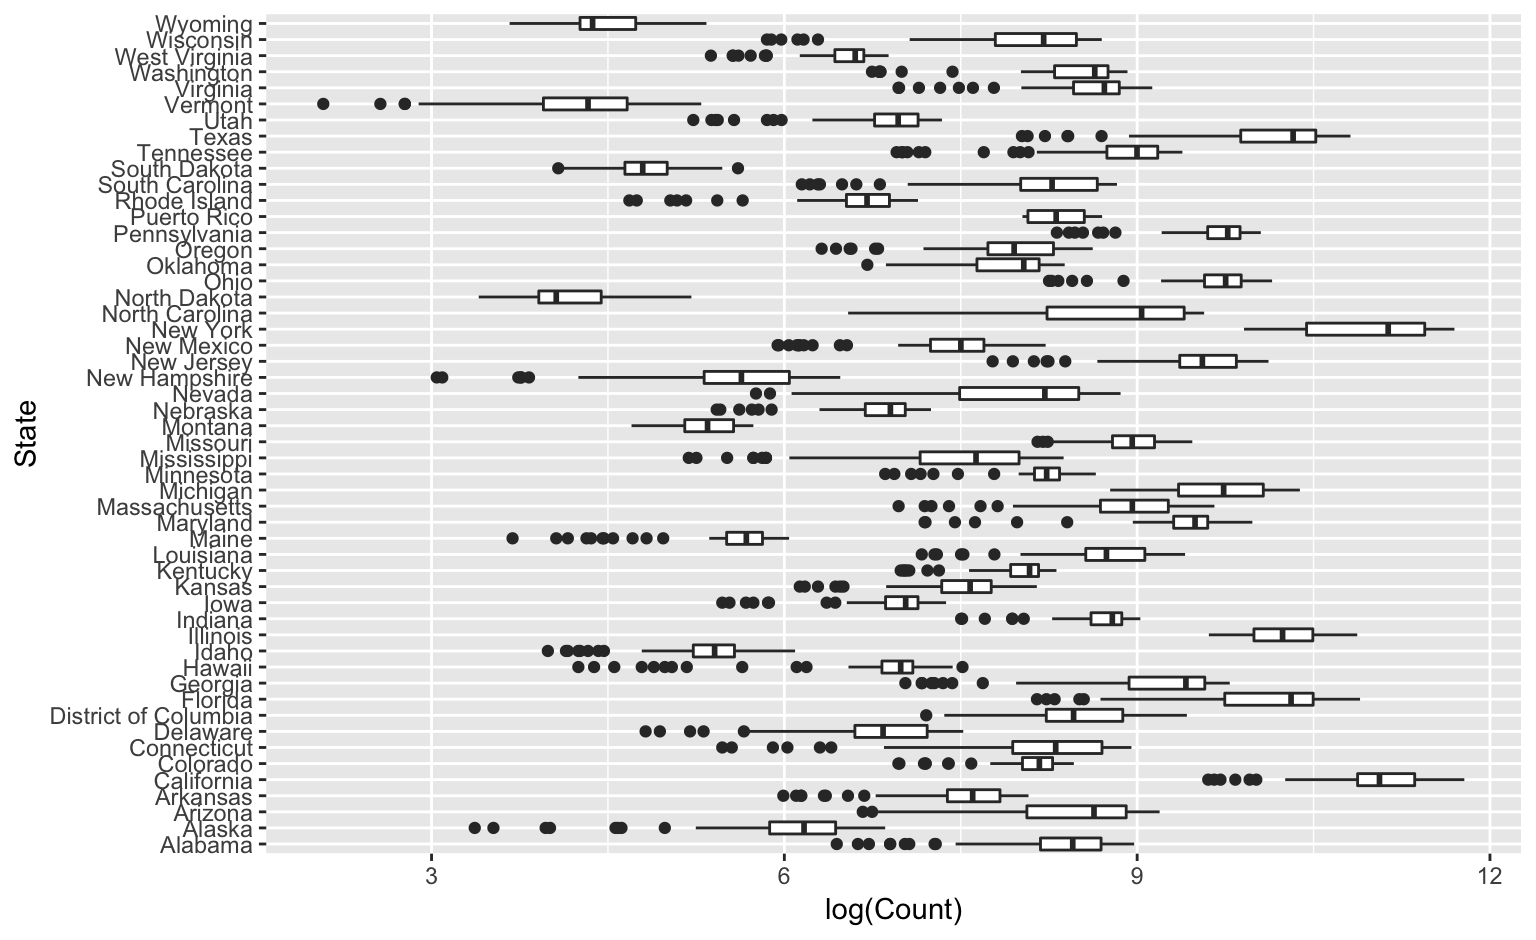 Wyoming
Wisconsin
West Virginia
Washington
Virginia
Vermont
Utah
Texas
Tennessee
South Dakota
South Carolina
Rhode Island
Puerto Rico
Pennsylvania
Oregon
Oklahoma
Ohio
North Dakota
North Carolina
New York
New Mexico
New Jersey
New Hampshire
Nevada
Nebraska
Montana
Missouri
Mississippi
Minnesota
Michigan
Massachusetts
Maryland
Maine
Louisiana
Kentucky
Kansas
Iowa
Indiana
Illinois
Idaho
Hawaii
Georgia
Florida
District of Columbia
Delaware
Connecticut
Colorado
California
Arkansas
Arizona
Alaska
Alabama
State
3 6 9 12
log(Count)